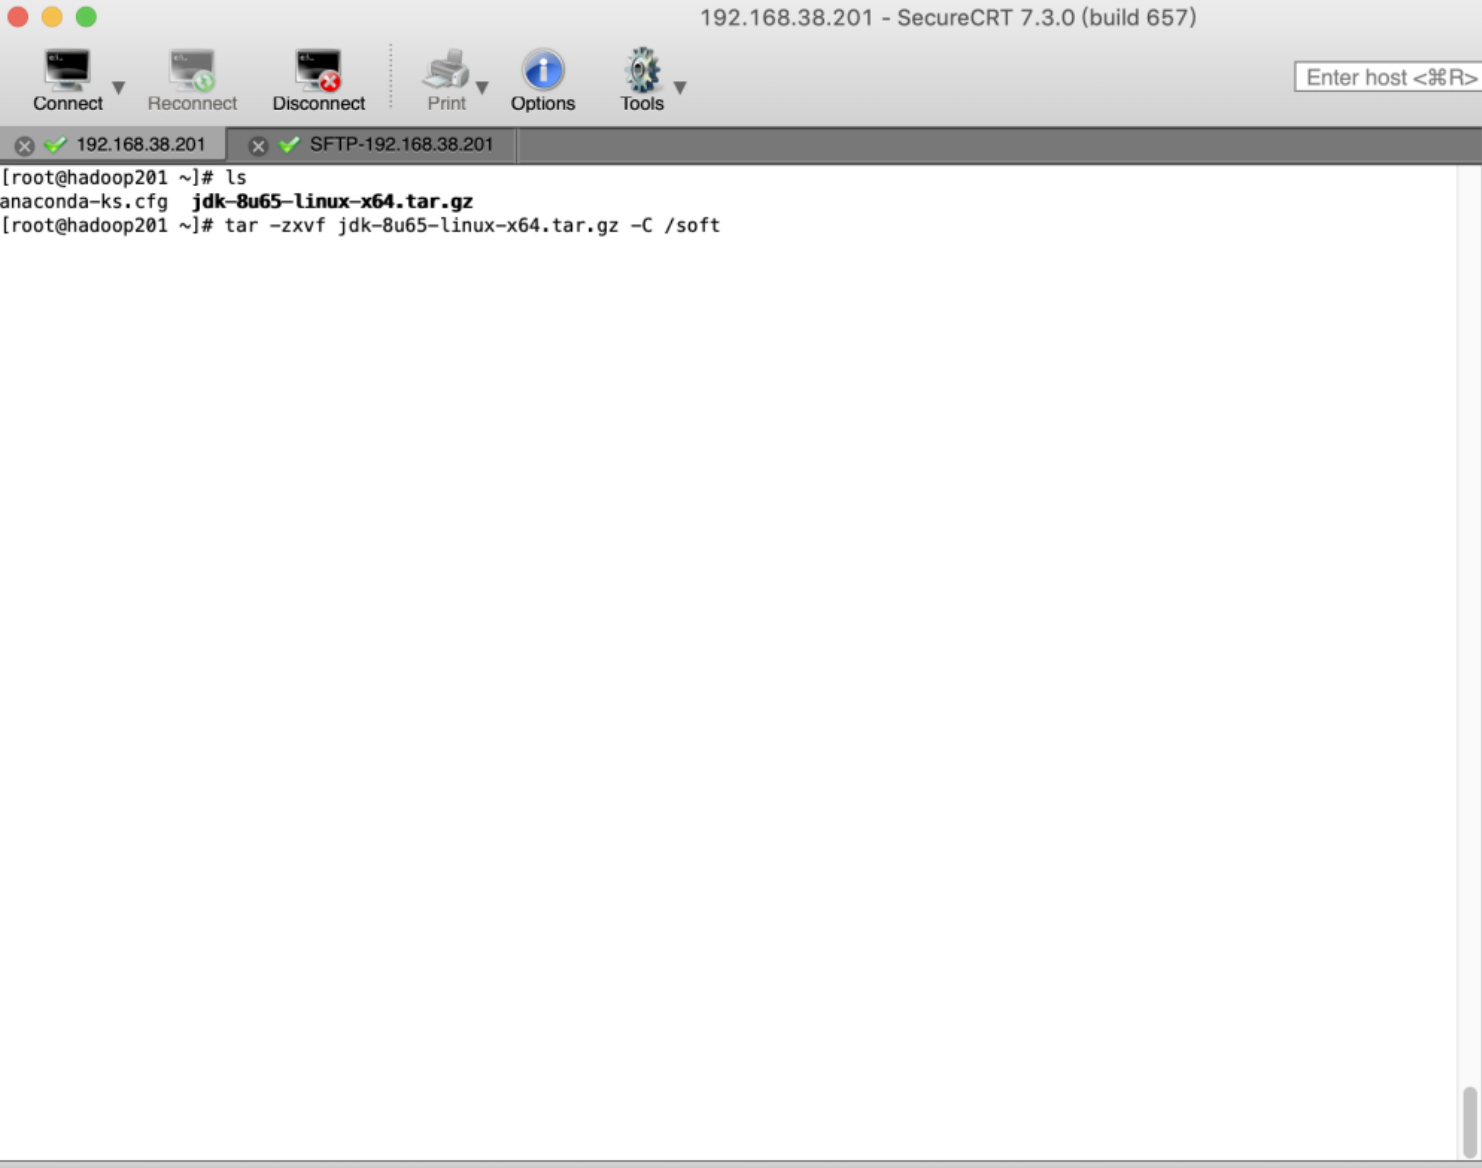 192.168.38.201 - SecureCRT 7.3.0 (build 657)
Connect Reconnect Disconnect Print Options Tools Enter host <⌘R>
192.168.38.201 SFTP-192.168.38.201
[root@hadoop201 ~]# ls
anaconda-ks.cfg  jdk-8u65-linux-x64.tar.gz
[root@hadoop201 ~]# tar -zxvf jdk-8u65-linux-x64.tar.gz -C /soft